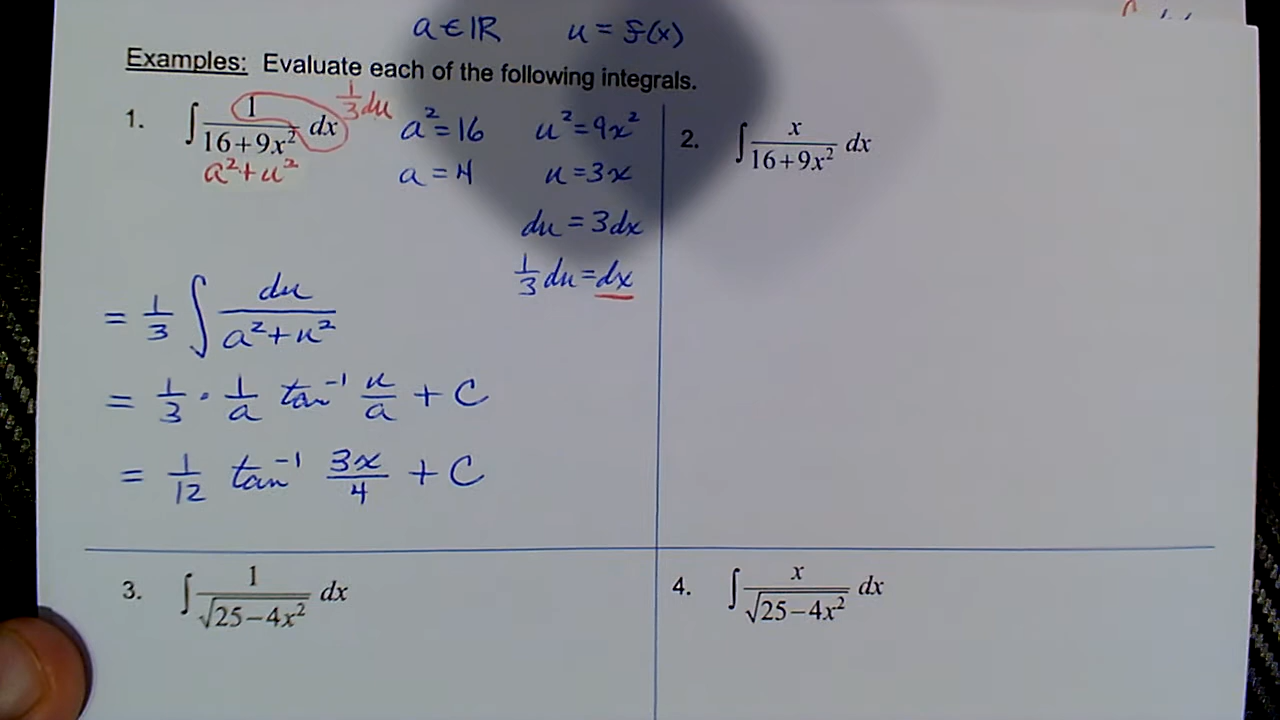 a ∈ ℝ u = f(x)
Examples: Evaluate each of the following integrals.
1. ∫ 1/(16+9x²) dx
1/3 du
a²+u²
a² = 16
a = 4
u² = 9x²
u = 3x
du = 3dx
1/3 du = dx
= 1/3 ∫ du/(a²+u²)
= 1/3 · 1/a tan⁻¹ u/a + C
= 1/12 tan⁻¹ 3x/4 + C
2. ∫ x/(16+9x²) dx
3. ∫ 1/√(25−4x²) dx
4. ∫ x/√(25−4x²) dx